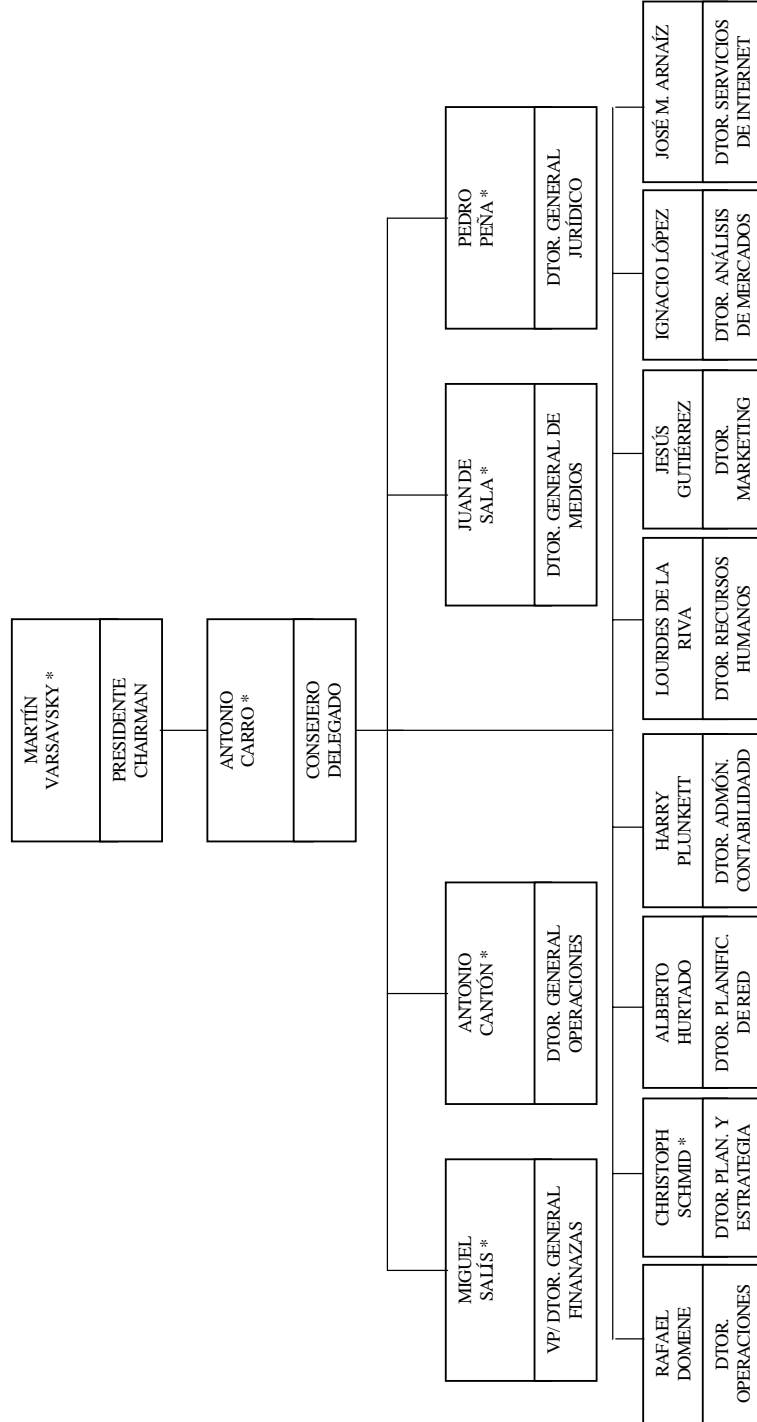 MARTÍN
VARSAVSKY *
PRESIDENTE
CHAIRMAN
ANTONIO
CARRO *
CONSEJERO
DELEGADO
MIGUEL
SALÍS *
VP/ DTOR. GENERAL
FINANAZAS
ANTONIO
CANTÓN *
DTOR. GENERAL
OPERACIONES
JUAN DE
SALA *
DTOR. GENERAL DE
MEDIOS
PEDRO
PEÑA *
DTOR. GENERAL
JURÍDICO
RAFAEL
DOMENE
DTOR.
OPERACIONES
CHRISTOPH
SCHMID *
DTOR. PLAN. Y
ESTRATEGIA
ALBERTO
HURTADO
DTOR. PLANIFIC.
DE RED
HARRY
PLUNKETT
DTOR. ADMÓN.
CONTABILIDADD
LOURDES DE LA
RIVA
DTOR. RECURSOS
HUMANOS
JESÚS
GUTIÉRREZ
DTOR.
MARKETING
IGNACIO LÓPEZ
DTOR. ANÁLISIS
DE MERCADOS
JOSÉ M. ARNAÍZ
DTOR. SERVICIOS
DE INTERNET